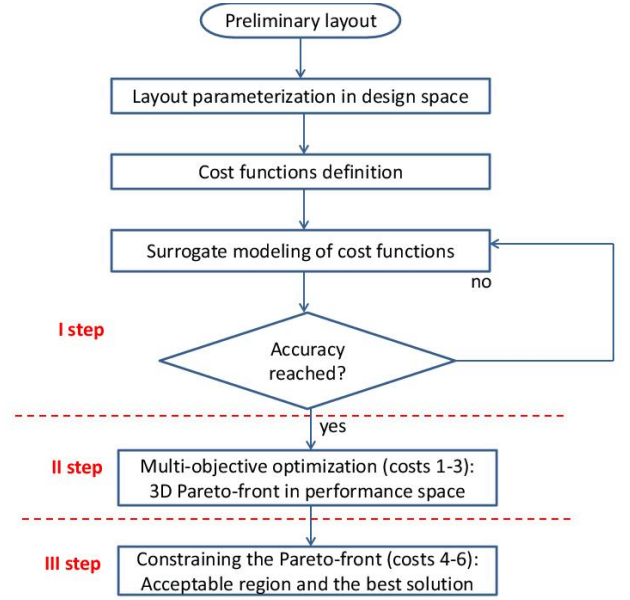 Preliminary layout
Layout parameterization in design space
Cost functions definition
Surrogate modeling of cost functions
no
I step
Accuracy
reached?
yes
II step
Multi-objective optimization (costs 1-3):
3D Pareto-front in performance space
III step
Constraining the Pareto-front (costs 4-6):
Acceptable region and the best solution